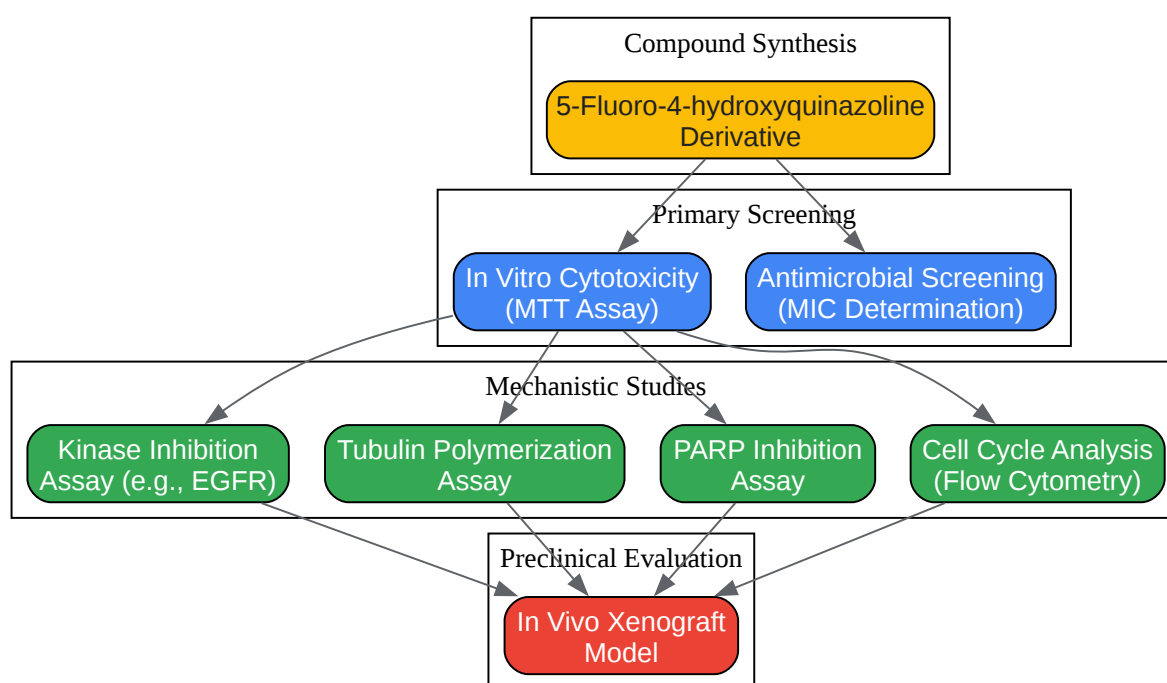 Compound Synthesis
5-Fluoro-4-hydroxyquinazoline
Derivative
Primary Screening
In Vitro Cytotoxicity
(MTT Assay)
Antimicrobial Screening
(MIC Determination)
Mechanistic Studies
Kinase Inhibition
Assay (e.g., EGFR)
Tubulin Polymerization
Assay
PARP Inhibition
Assay
Cell Cycle Analysis
(Flow Cytometry)
Preclinical Evaluation
In Vivo Xenograft
Model